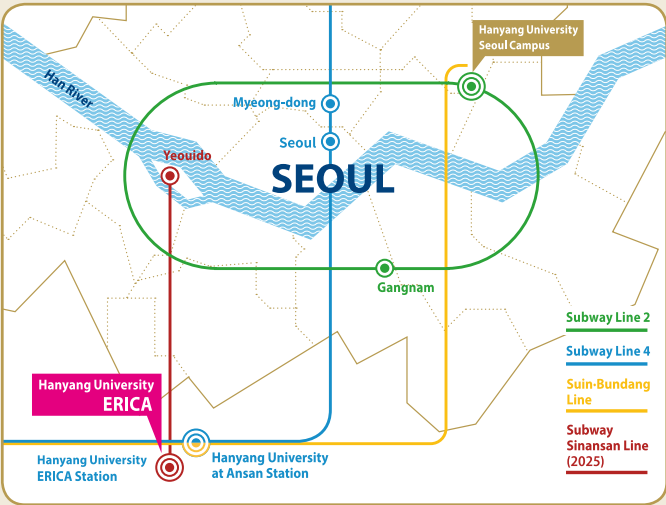 Hanyang University
Seoul Campus
Han River
Myeong-dong
Seoul
Yeouido
SEOUL
Gangnam
Subway Line 2
Subway Line 4
Suin-Bundang
Line
Subway
Sinansan Line
(2025)
Hanyang University
ERICA
Hanyang University
ERICA Station
Hanyang University
at Ansan Station